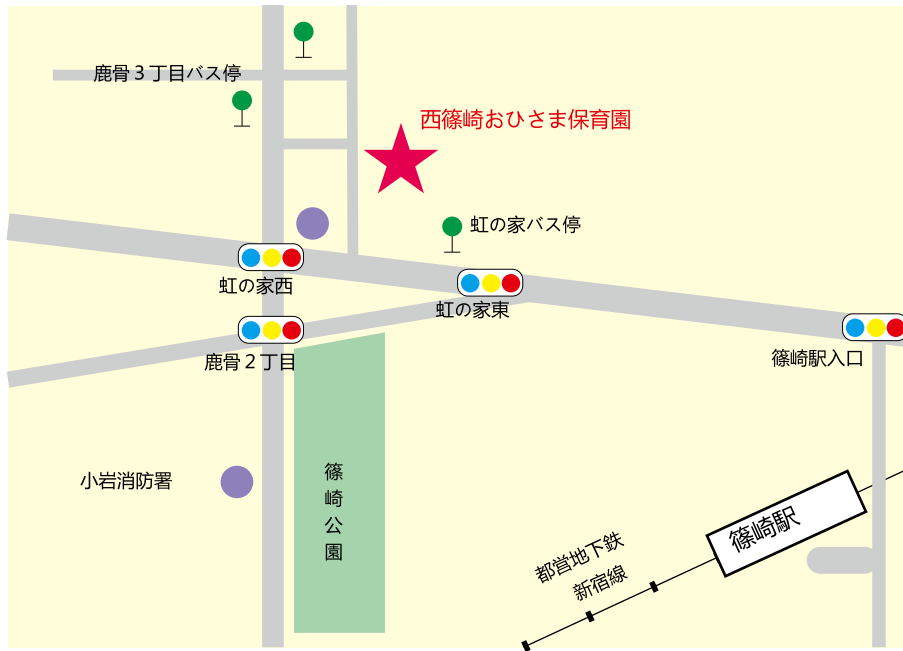 鹿骨３丁目バス停
西篠崎おひさま保育園
虹の家バス停
虹の家西
虹の家東
鹿骨２丁目
篠崎駅入口
小岩消防署
篠崎公園
篠崎駅
都営地下鉄
新宿線